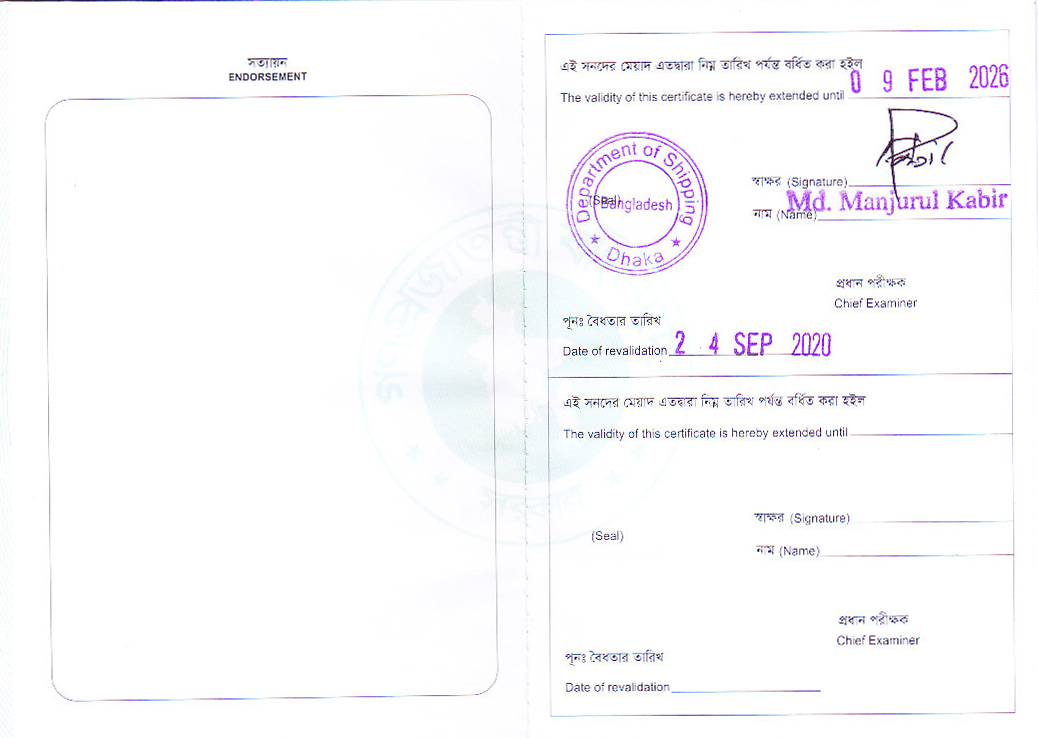 সত্যায়ন
ENDORSEMENT
এই সনদের মেয়াদ এতদ্বারা নিম্ন তারিখ পর্যন্ত বর্ধিত করা হইল
The validity of this certificate is hereby extended until 0 9 FEB 2026
Department of Shipping
(Seal)
Bangladesh
Dhaka
স্বাক্ষর (Signature)
Md. Manjurul Kabir
নাম (Name)
প্রধান পরীক্ষক
Chief Examiner
পূনঃ বৈধতার তারিখ
Date of revalidation 2 4 SEP 2020
এই সনদের মেয়াদ এতদ্বারা নিম্ন তারিখ পর্যন্ত বর্ধিত করা হইল
The validity of this certificate is hereby extended until
স্বাক্ষর (Signature)
(Seal)
নাম (Name)
প্রধান পরীক্ষক
Chief Examiner
পূনঃ বৈধতার তারিখ
Date of revalidation
সরকার